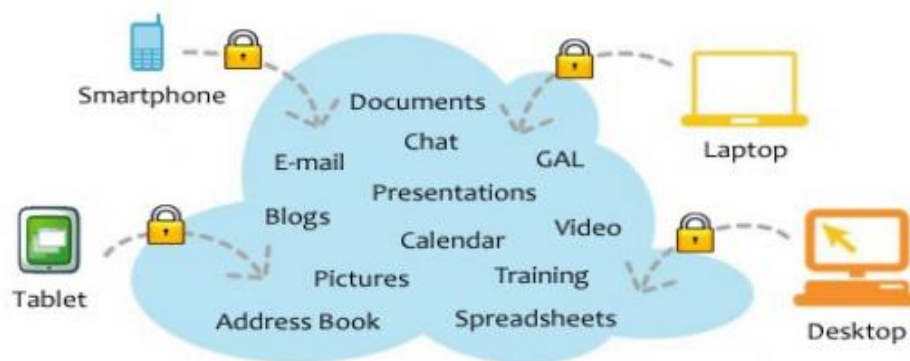 Smartphone
Documents
Chat
E-mail
GAL
Laptop
Presentations
Blogs
Video
Calendar
Tablet
Pictures
Training
Address Book
Spreadsheets
Desktop